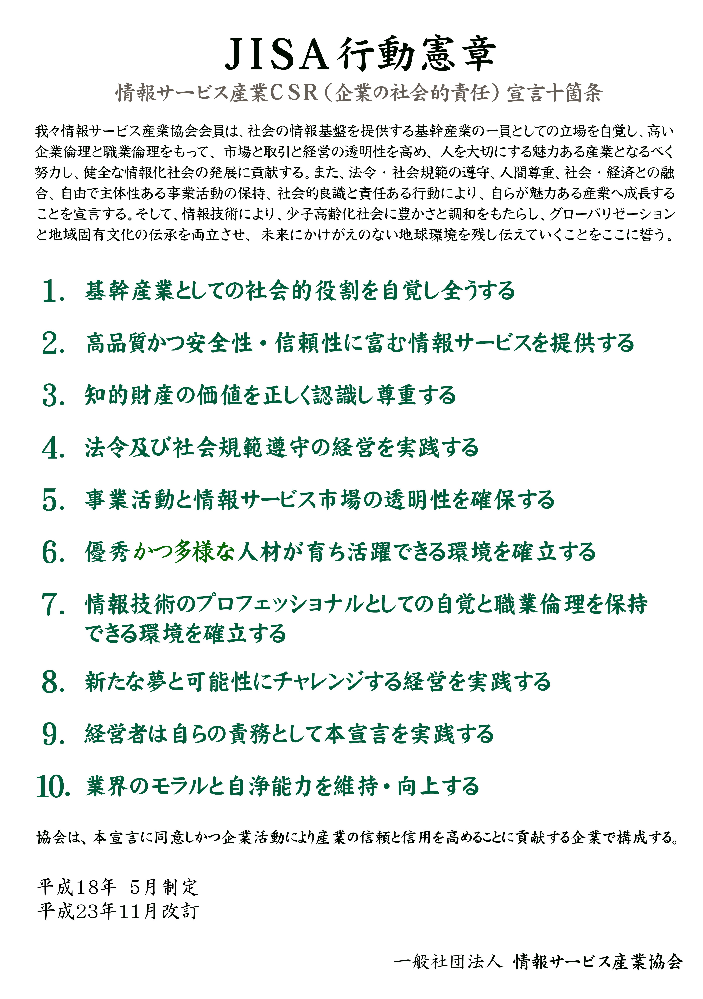 JISA行動憲章
情報サービス産業CSR（企業の社会的責任）宣言十箇条
我々情報サービス産業協会会員は、社会の情報基盤を提供する基幹産業の一員としての立場を自覚し、高い
企業倫理と職業倫理をもって、市場と取引と経営の透明性を高め、人を大切にする魅力ある産業となるべく
努力し、健全な情報化社会の発展に貢献する。また、法令・社会規範の遵守、人間尊重、社会・経済との融
合、自由で主体性ある事業活動の保持、社会的良識と責任ある行動により、自らが魅力ある産業へ成長する
ことを宣言する。そして、情報技術により、少子高齢化社会に豊かさと調和をもたらし、グローバリゼーション
と地域固有文化の伝承を両立させ、未来にかけがえのない地球環境を残し伝えていくことをここに誓う。
1. 基幹産業としての社会的役割を自覚し全うする
2. 高品質かつ安全性・信頼性に富む情報サービスを提供する
3. 知的財産の価値を正しく認識し尊重する
4. 法令及び社会規範遵守の経営を実践する
5. 事業活動と情報サービス市場の透明性を確保する
6. 優秀かつ多様な人材が育ち活躍できる環境を確立する
7. 情報技術のプロフェッショナルとしての自覚と職業倫理を保持
できる環境を確立する
8. 新たな夢と可能性にチャレンジする経営を実践する
9. 経営者は自らの責務として本宣言を実践する
10. 業界のモラルと自浄能力を維持・向上する
協会は、本宣言に同意しかつ企業活動により産業の信頼と信用を高めることに貢献する企業で構成する。
平成18年 5月制定
平成23年11月改訂
一般社団法人 情報サービス産業協会